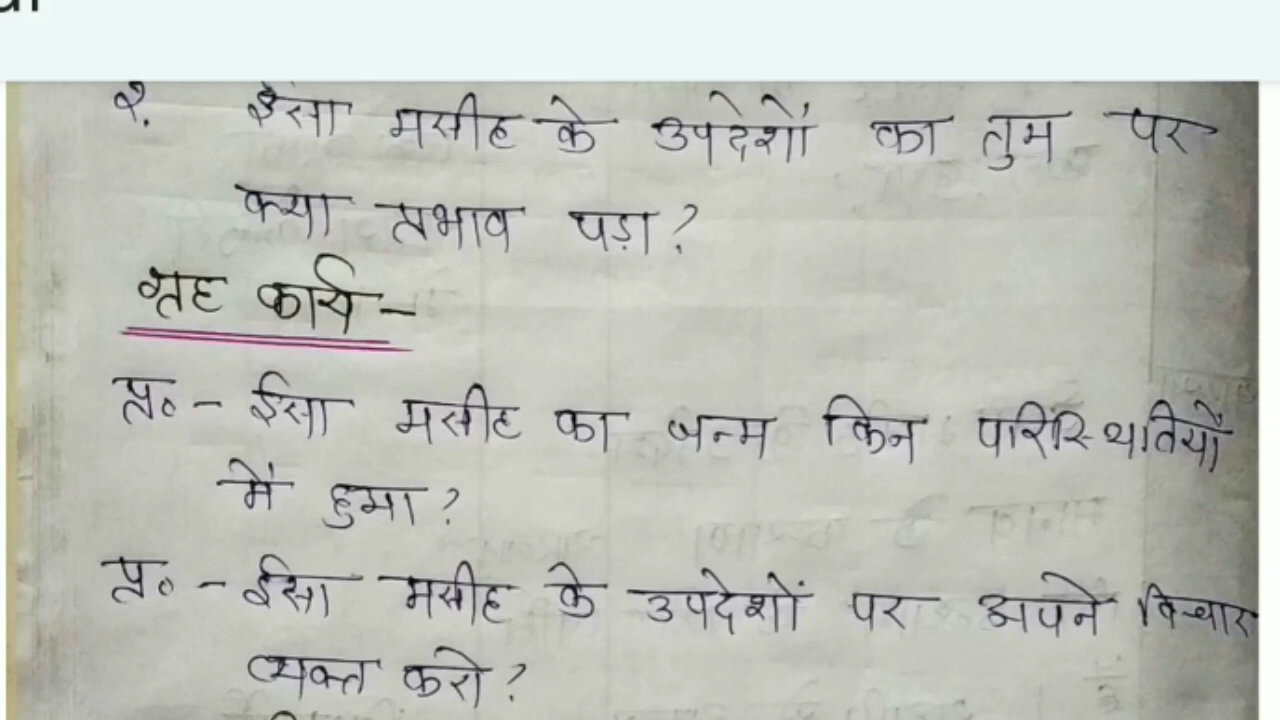 २. ईसा मसीह के उपदेशों का तुम पर
क्या प्रभाव पड़ा?
गृह कार्य -
प्र० - ईसा मसीह का जन्म किन परिस्थितियों
में हुआ?
प्र० - ईसा मसीह के उपदेशों पर अपने विचार
व्यक्त करो?